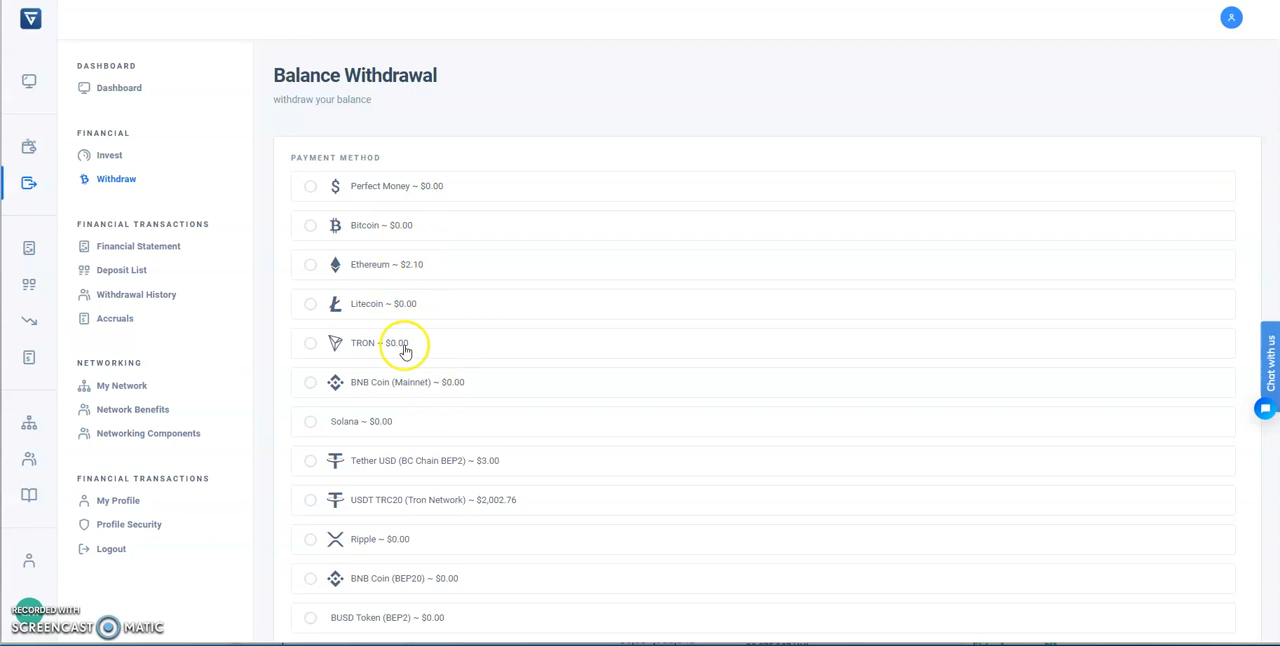 DASHBOARD
Dashboard
FINANCIAL
Invest
Withdraw
FINANCIAL TRANSACTIONS
Financial Statement
Deposit List
Withdrawal History
Accruals
NETWORKING
My Network
Network Benefits
Networking Components
FINANCIAL TRANSACTIONS
My Profile
Profile Security
Logout
Balance Withdrawal
withdraw your balance
PAYMENT METHOD
Perfect Money ~ $0.00
Bitcoin ~ $0.00
Ethereum ~ $2.10
Litecoin ~ $0.00
TRON ~ $0.00
BNB Coin (Mainnet) ~ $0.00
Solana ~ $0.00
Tether USD (BC Chain BEP2) ~ $3.00
USDT TRC20 (Tron Network) ~ $2,002.76
Ripple ~ $0.00
BNB Coin (BEP20) ~ $0.00
BUSD Token (BEP2) ~ $0.00
Chat with us
RECORDED WITH
SCREENCAST MATIC